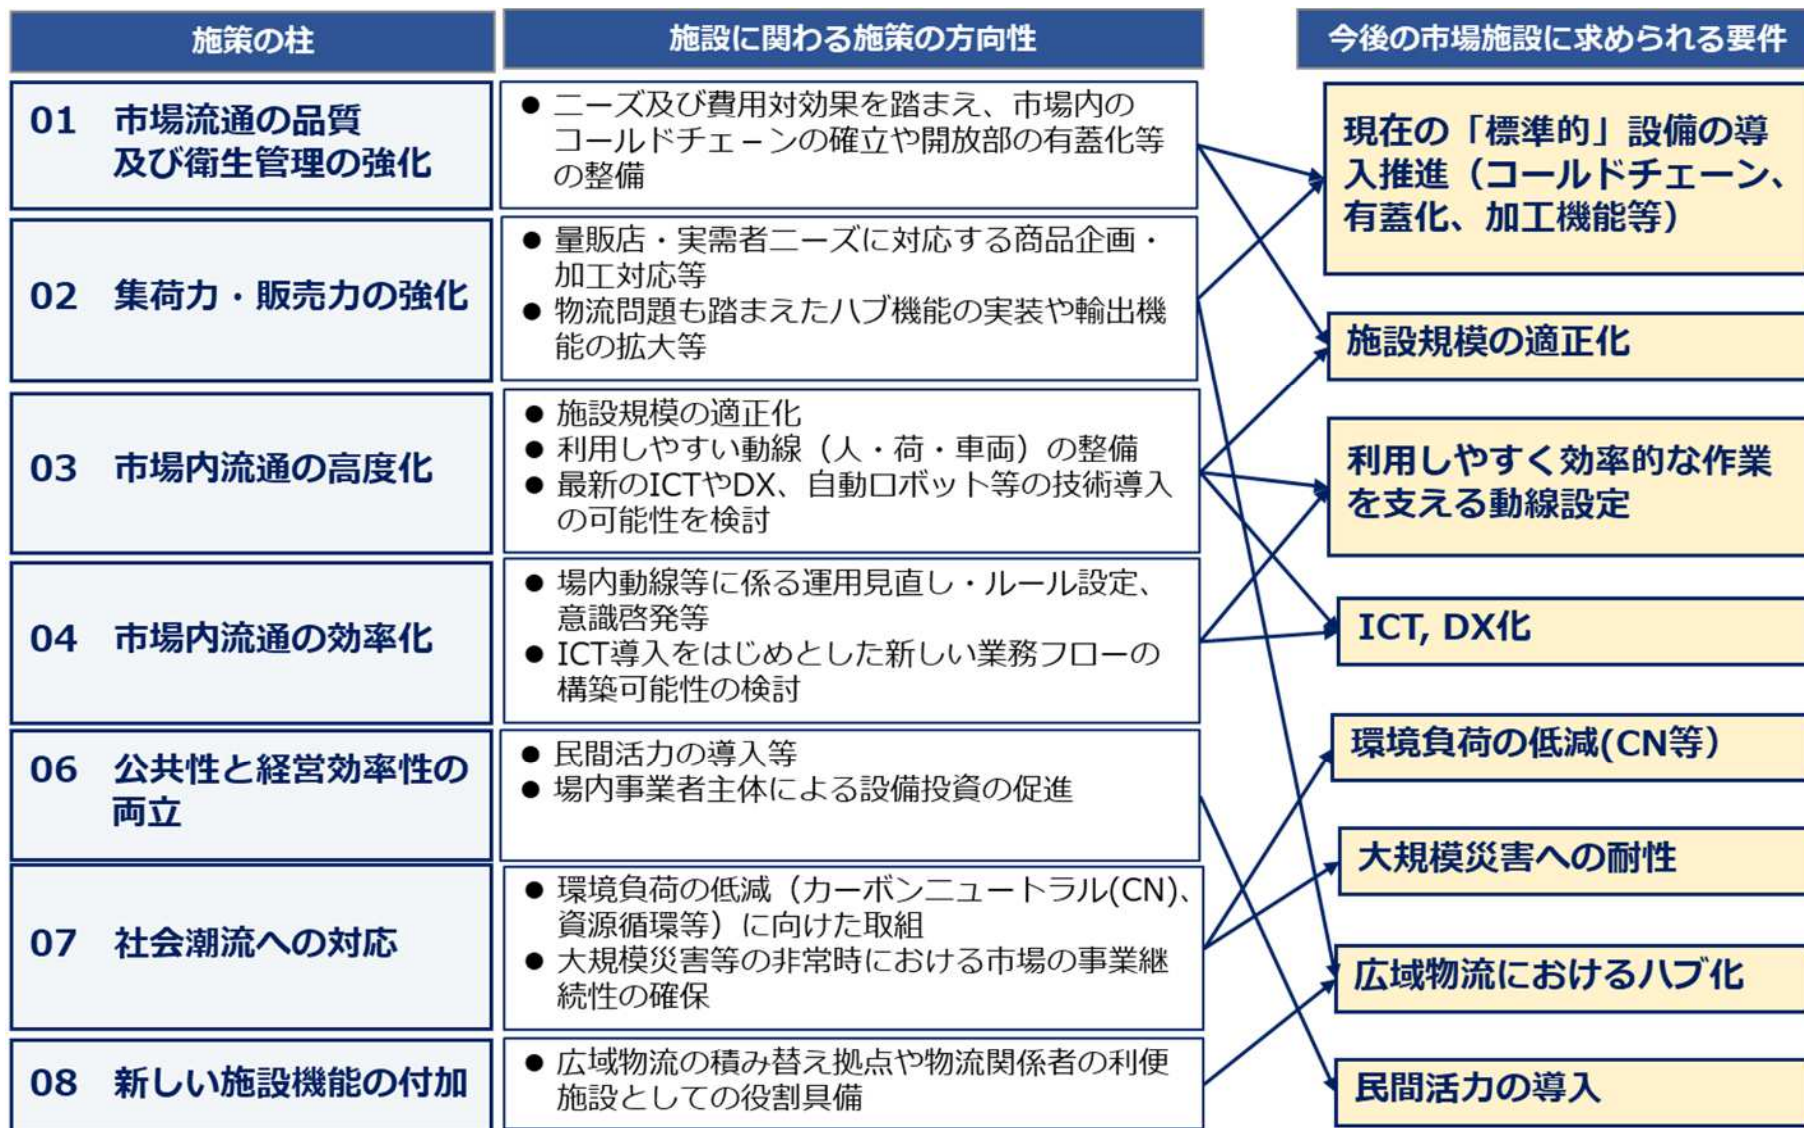 施策の柱
施設に関わる施策の方向性
今後の市場施設に求められる要件
01 市場流通の品質
及び衛生管理の強化
● ニーズ及び費用対効果を踏まえ、市場内の
コールドチェーンの確立や開放部の有蓋化等
の整備
02 集荷力・販売力の強化
● 量販店・実需者ニーズに対応する商品企画・
加工対応等
● 物流問題も踏まえたハブ機能の実装や輸出機
能の拡大等
03 市場内流通の高度化
● 施設規模の適正化
● 利用しやすい動線（人・荷・車両）の整備
● 最新のICTやDX、自動ロボット等の技術導入
の可能性を検討
04 市場内流通の効率化
● 場内動線等に係る運用見直し・ルール設定、
意識啓発等
● ICT導入をはじめとした新しい業務フローの
構築可能性の検討
06 公共性と経営効率性の
両立
● 民間活力の導入等
● 場内事業者主体による設備投資の促進
07 社会潮流への対応
● 環境負荷の低減（カーボンニュートラル(CN)、
資源循環等）に向けた取組
● 大規模災害等の非常時における市場の事業継
続性の確保
08 新しい施設機能の付加
● 広域物流の積み替え拠点や物流関係者の利便
施設としての役割具備
現在の「標準的」設備の導
入推進（コールドチェーン、
有蓋化、加工機能等）
施設規模の適正化
利用しやすく効率的な作業
を支える動線設定
ICT, DX化
環境負荷の低減(CN等）
大規模災害への耐性
広域物流におけるハブ化
民間活力の導入